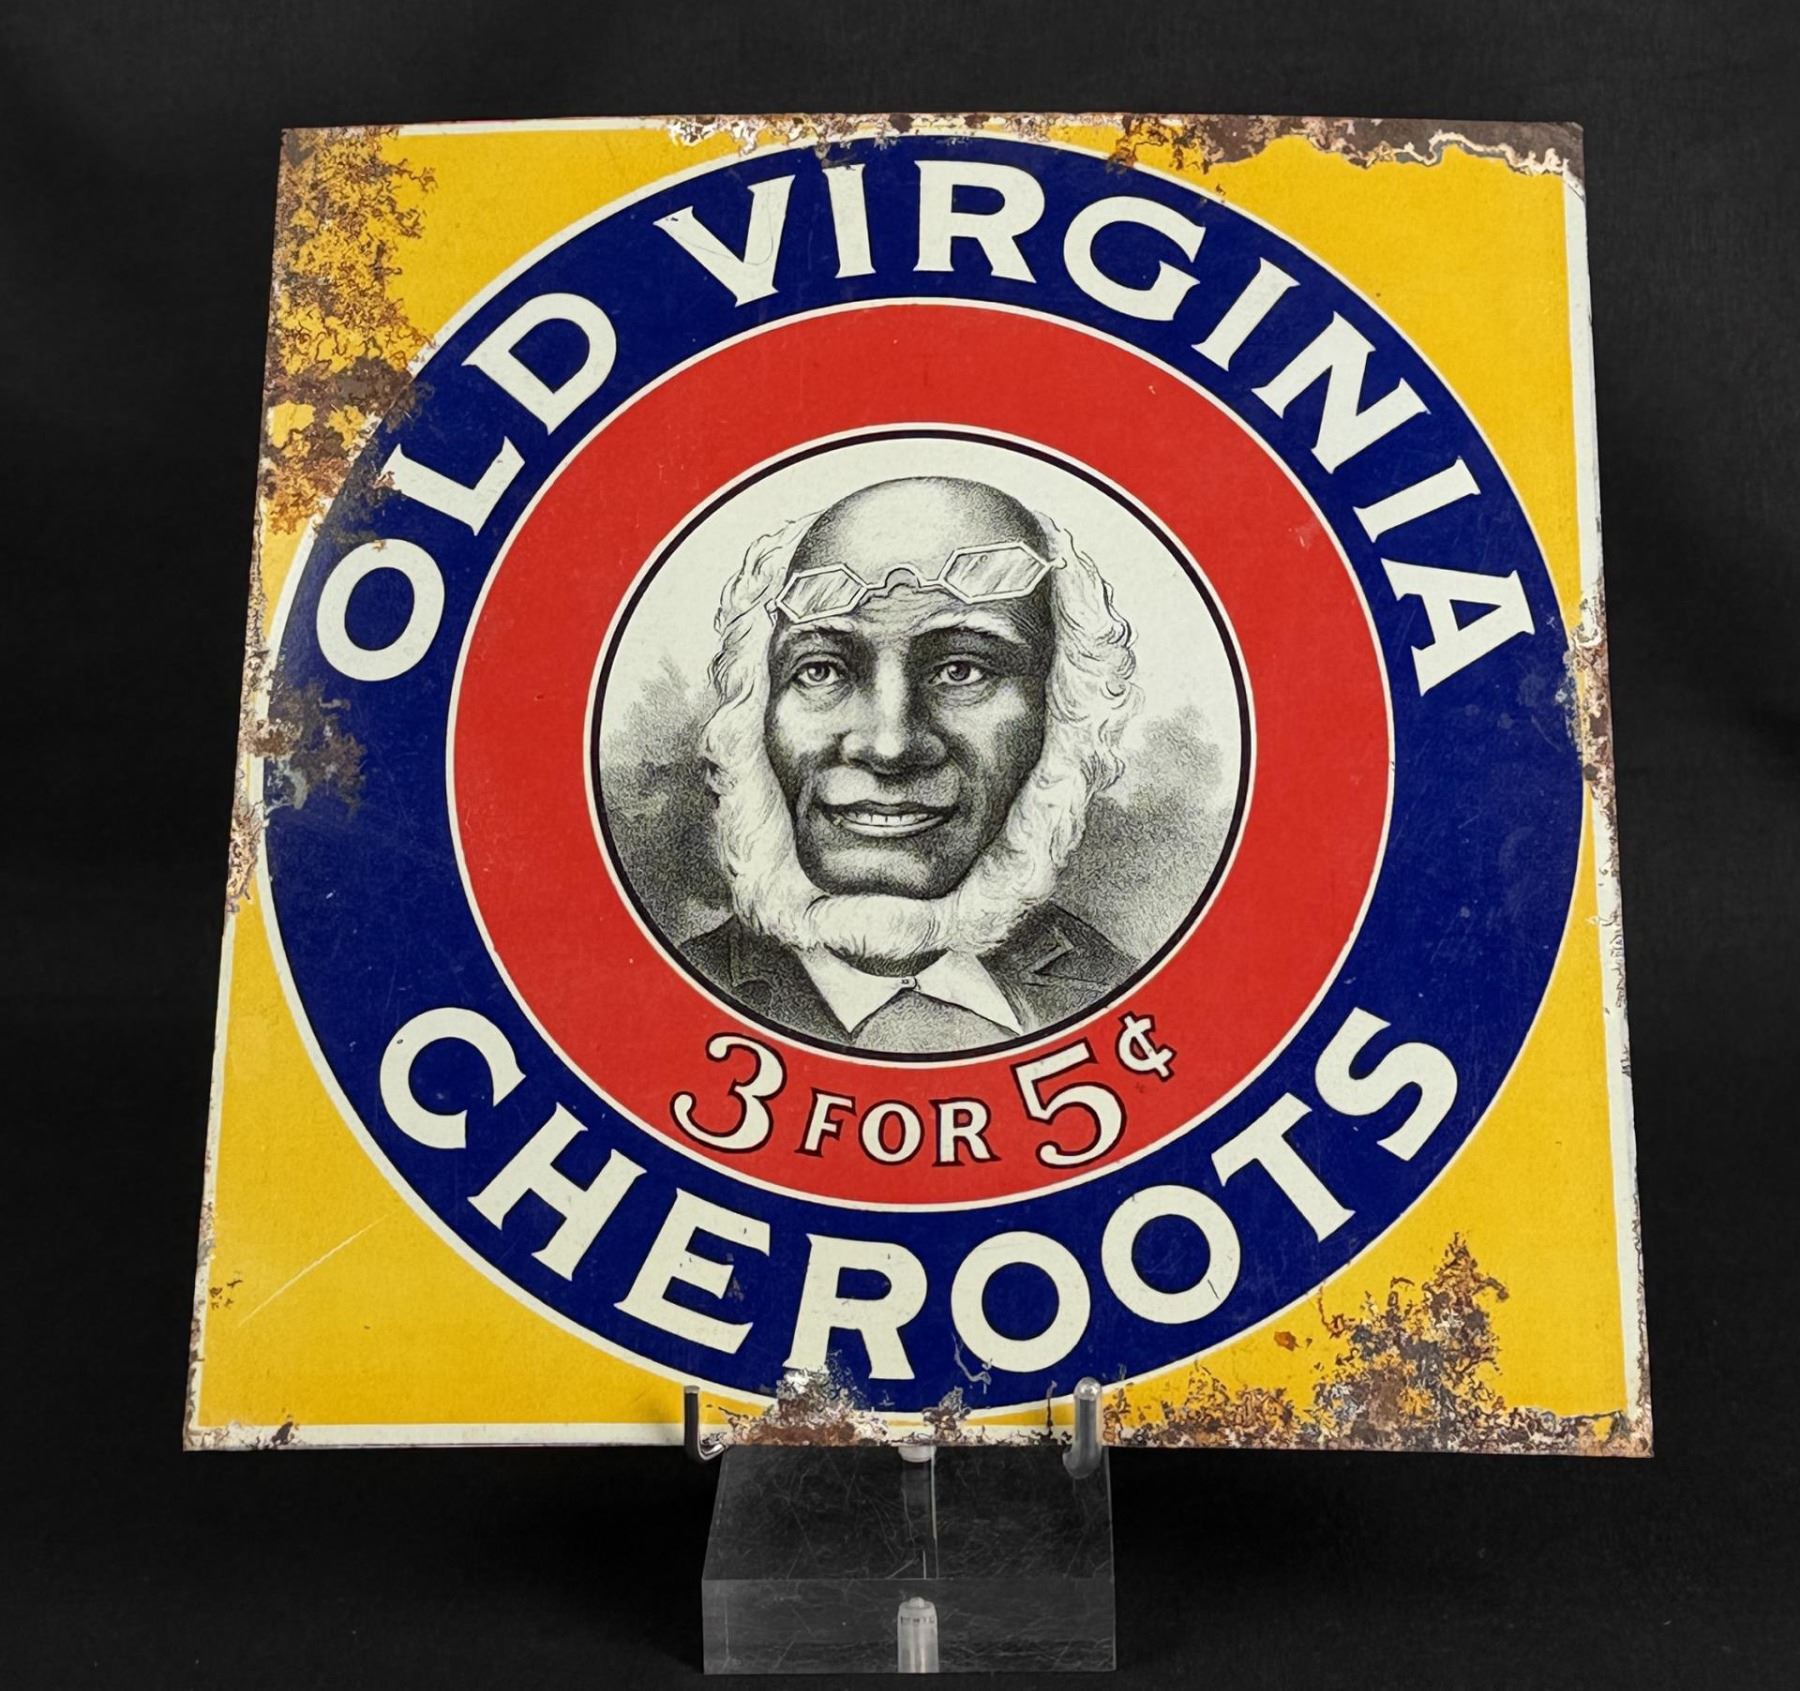 OLD VIRGINIA
3 FOR 5¢
CHEROOTS